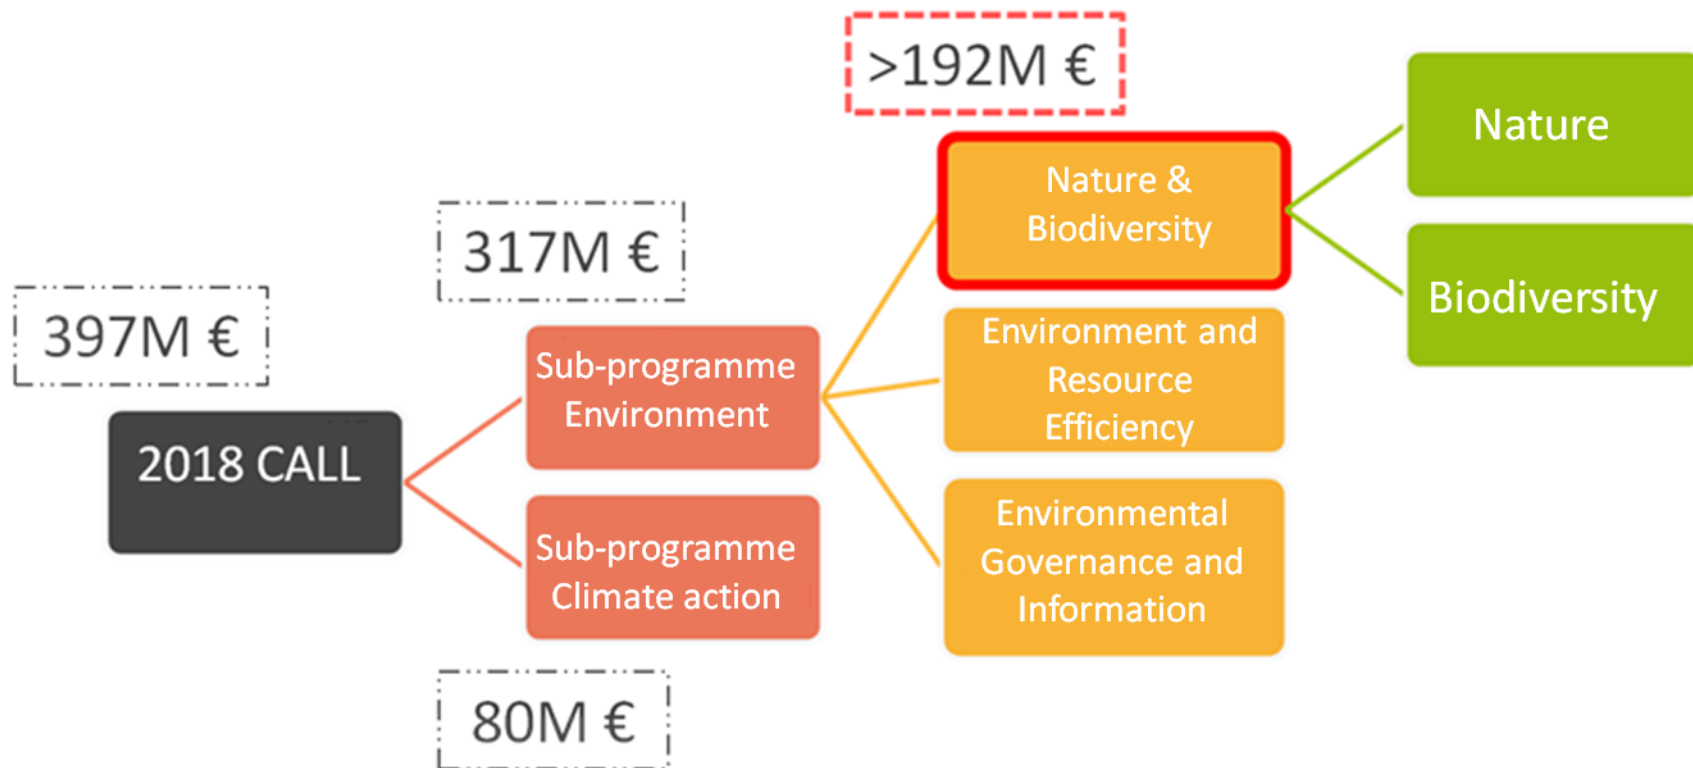 >192M €
Nature
Nature &
Biodiversity
317M €
Biodiversity
397M €
Sub-programme
Environment
Environment and
Resource
Efficiency
2018 CALL
Sub-programme
Climate action
Environmental
Governance and
Information
80M €